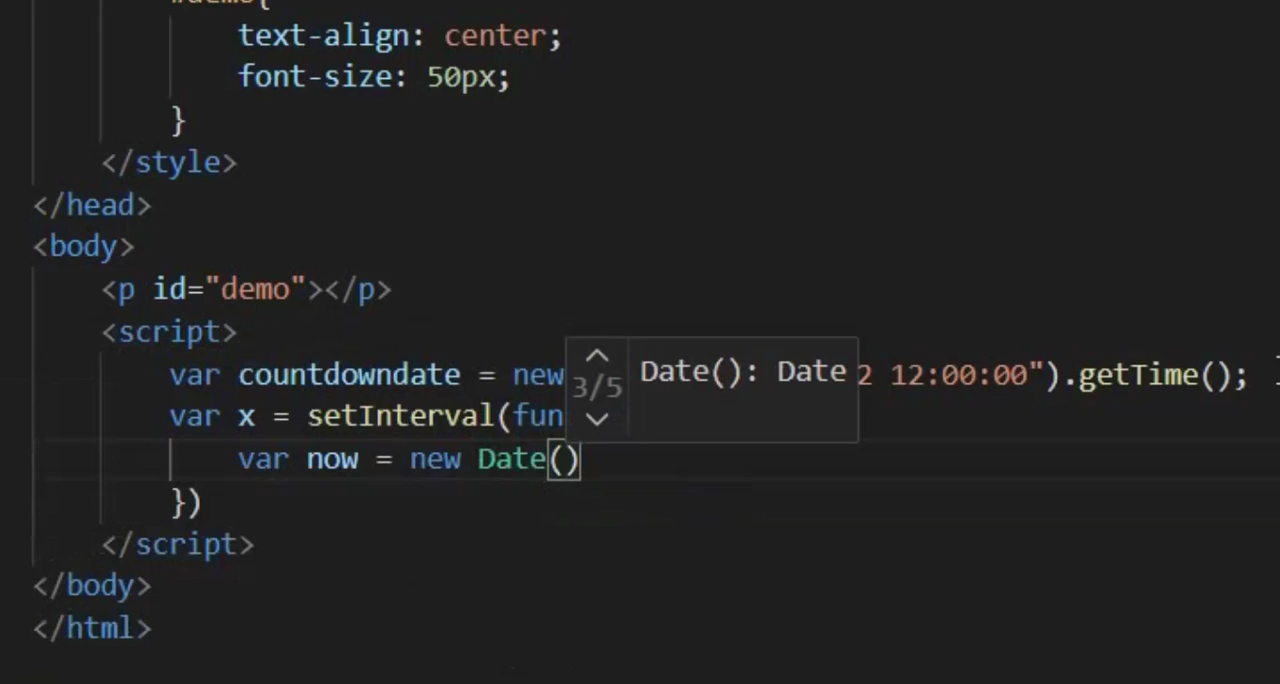 text-align: center;
font-size: 50px;
}
</style>
</head>
<body>
<p id="demo"></p>
<script>
var countdowndate = new 2 12:00:00").getTime();
3/5 Date(): Date
var x = setInterval(fun
var now = new Date()
})
</script>
</body>
</html>